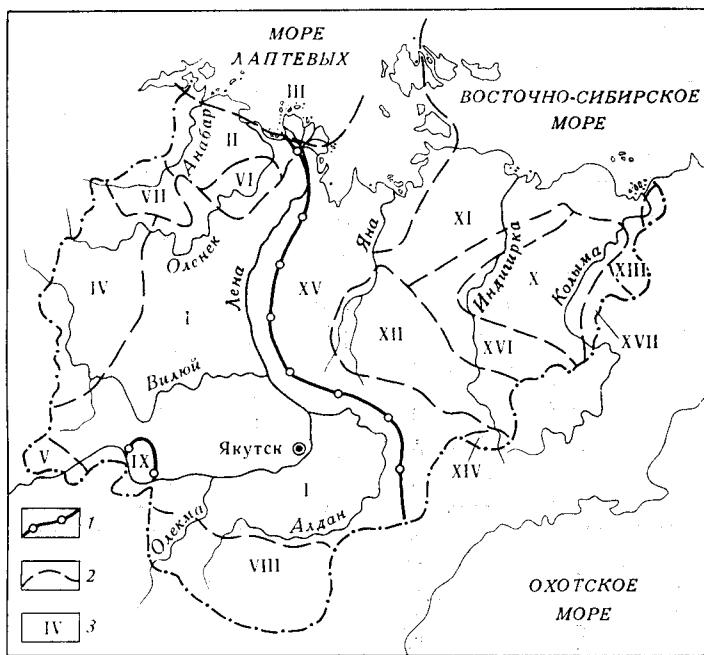 МОРЕ
ЛАПТЕВЫХ
III
ВОСТОЧНО-СИБИРСКОЕ
МОРЕ
II
Анабар
VI
VII
Оленек
XI
Яна
Индигирка
X
Колыма
XIII
IV
Лена
XV
I
XII
XVI
XVII
Вилюй
V
IX
Якутск
XIV
I
Алдан
Олекма
VIII
ОХОТСКОЕ
МОРЕ
1
2
IV 3